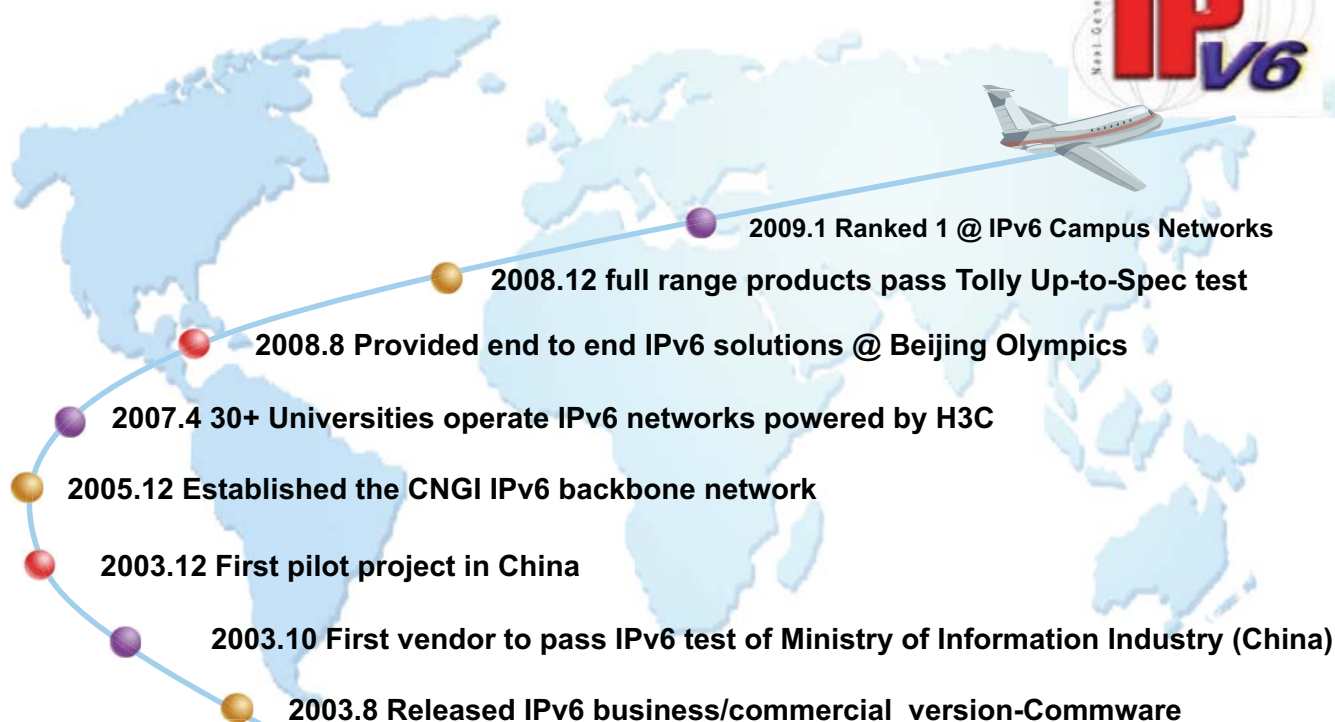 IPv6
2009.1 Ranked 1 @ IPv6 Campus Networks
2008.12 full range products pass Tolly Up-to-Spec test
2008.8 Provided end to end IPv6 solutions @ Beijing Olympics
2007.4 30+ Universities operate IPv6 networks powered by H3C
2005.12 Established the CNGI IPv6 backbone network
2003.12 First pilot project in China
2003.10 First vendor to pass IPv6 test of Ministry of Information Industry (China)
2003.8 Released IPv6 business/commercial version-Commware